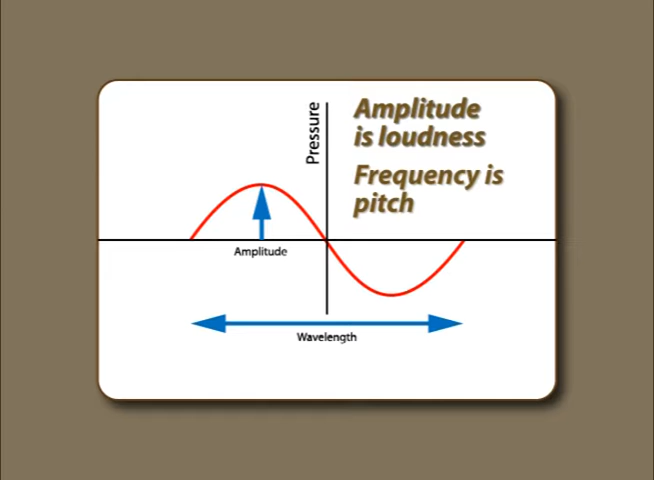 Pressure
Amplitude
is loudness
Frequency is
pitch
Amplitude
Wavelength